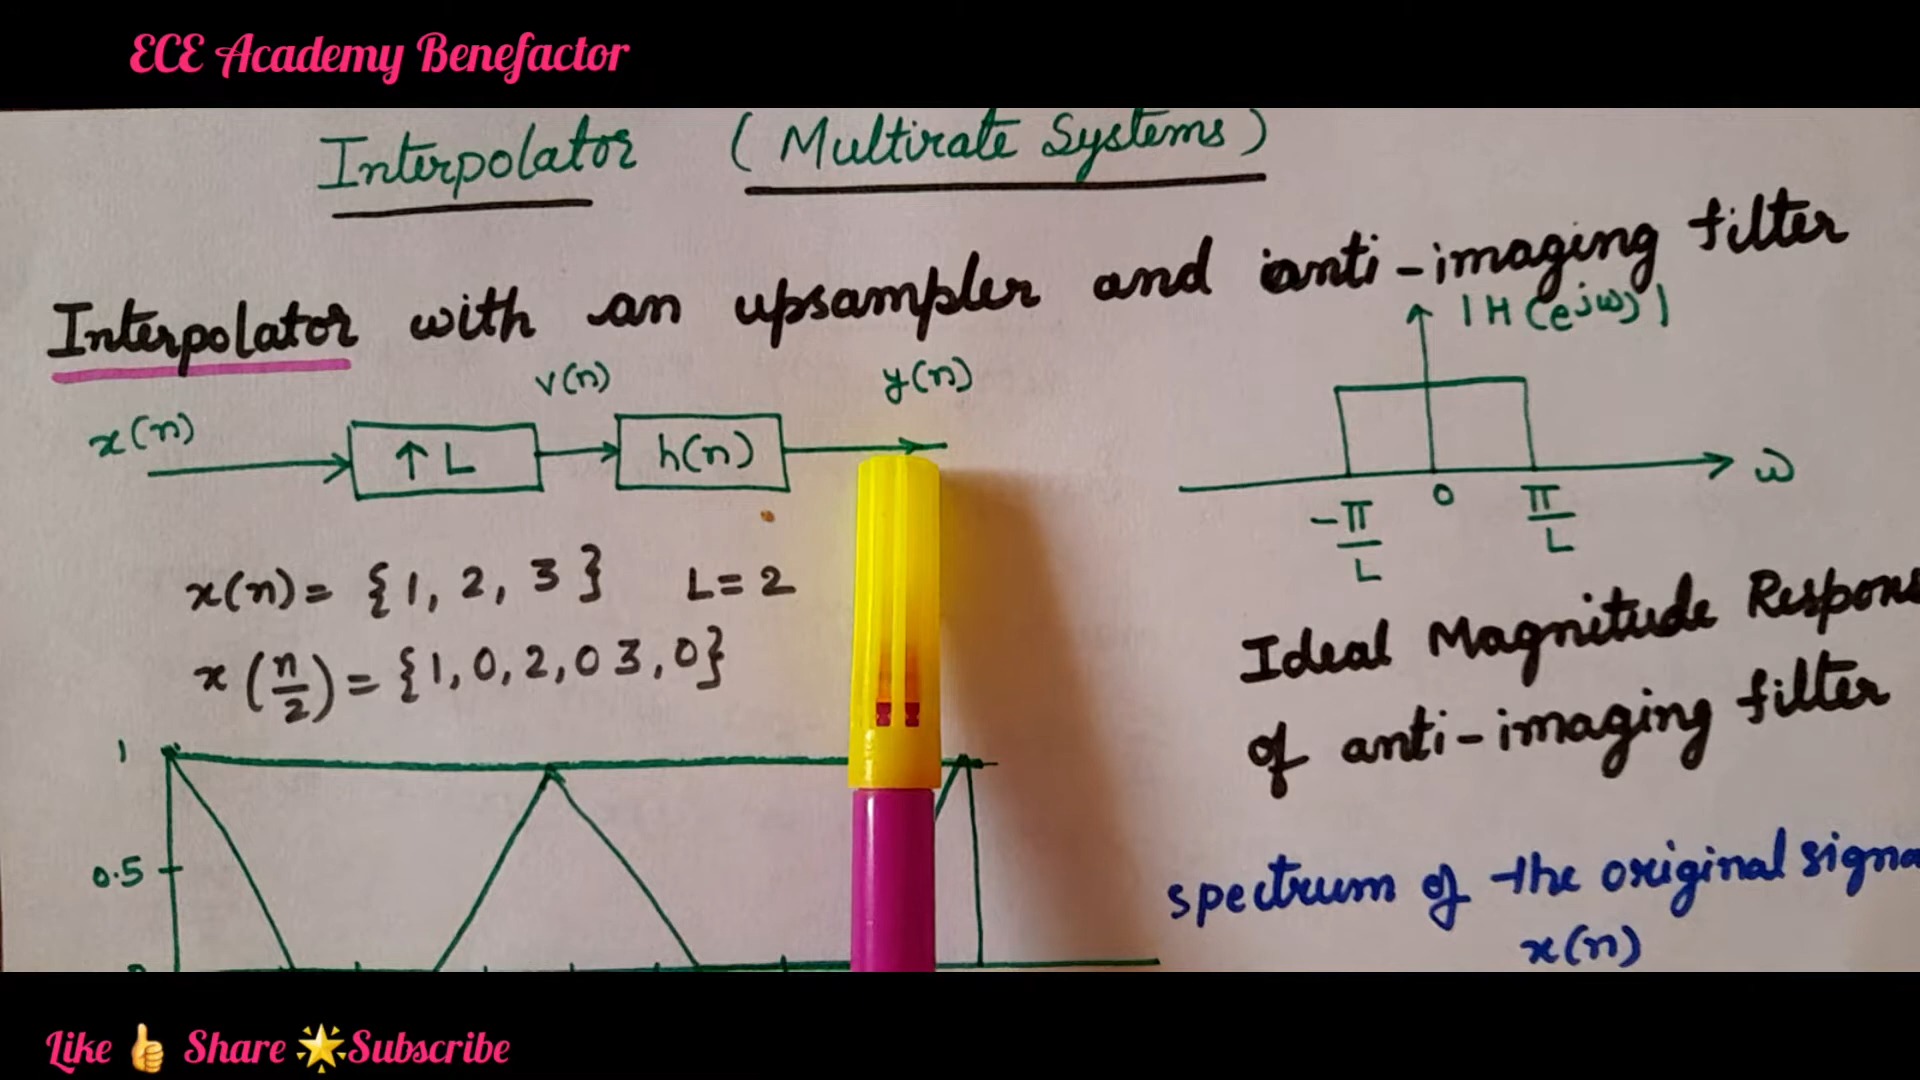 ECE Academy Benefactor
Interpolator (Multirate Systems)
Interpolator with an upsampler and anti-imaging filter
|H(e^jω)|
x(n) ↑L v(n) h(n) y(n)
-π/L 0 π/L ω
x(n) = {1, 2, 3} L=2
x(n/2) = {1, 0, 2, 0 3, 0}
Ideal Magnitude Respons
of anti-imaging filter
1
0.5
spectrum of the original signa
x(n)
Like 👍 Share 🌟Subscribe